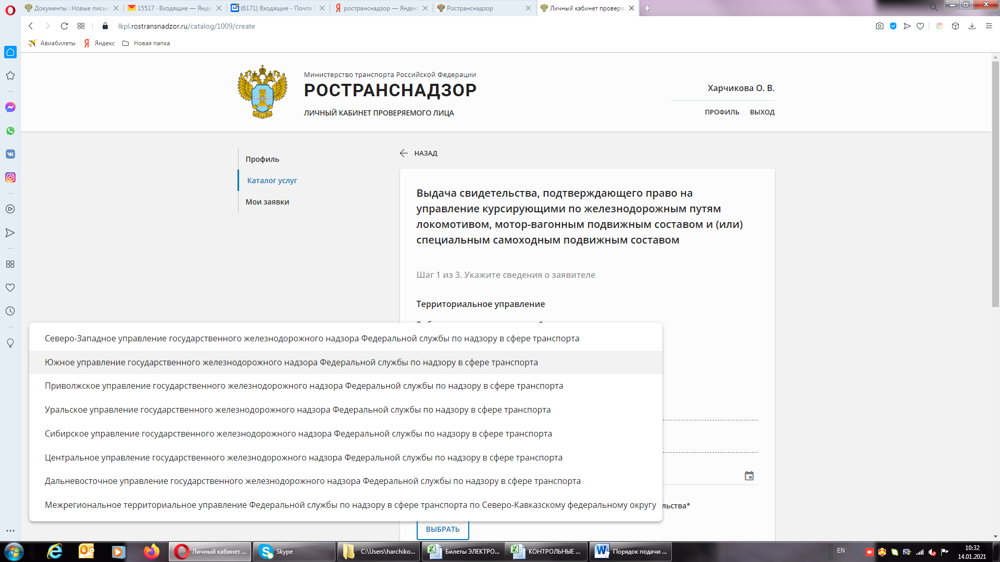 Документы : Новые письм
15517 · Входящие — Янде
(6171) Входящие - Почта
ространснадзор — Яндек
Ространснадзор
Личный кабинет проверя
lkpl.rostransnadzor.ru/catalog/1009/create
Авиабилеты
Яндекс
Новая папка
Министерство транспорта Российской Федерации
РОСТРАНСНАДЗОР
ЛИЧНЫЙ КАБИНЕТ ПРОВЕРЯЕМОГО ЛИЦА
Харчикова О. В.
ПРОФИЛЬ ВЫХОД
Профиль
Каталог услуг
Мои заявки
НАЗАД
Выдача свидетельства, подтверждающего право на
управление курсирующими по железнодорожным путям
локомотивом, мотор-вагонным подвижным составом и (или)
специальным самоходным подвижным составом
Шаг 1 из 3. Укажите сведения о заявителе
Территориальное управление
Северо-Западное управление государственного железнодорожного надзора Федеральной службы по надзору в сфере транспорта
Южное управление государственного железнодорожного надзора Федеральной службы по надзору в сфере транспорта
Приволжское управление государственного железнодорожного надзора Федеральной службы по надзору в сфере транспорта
Уральское управление государственного железнодорожного надзора Федеральной службы по надзору в сфере транспорта
Сибирское управление государственного железнодорожного надзора Федеральной службы по надзору в сфере транспорта
Центральное управление государственного железнодорожного надзора Федеральной службы по надзору в сфере транспорта
Дальневосточное управление государственного железнодорожного надзора Федеральной службы по надзору в сфере транспорта
Межрегиональное территориальное управление Федеральной службы по надзору в сфере транспорта по Северо-Кавказскому федеральному округу
льства*
ВЫБРАТЬ
Личный кабинет ...
Skype
C:\Users\harchiko...
Билеты ЭЛЕКТРО...
КОНТРОЛЬНЫЕ ...
Порядок подачи ...
EN
10:32
14.01.2021